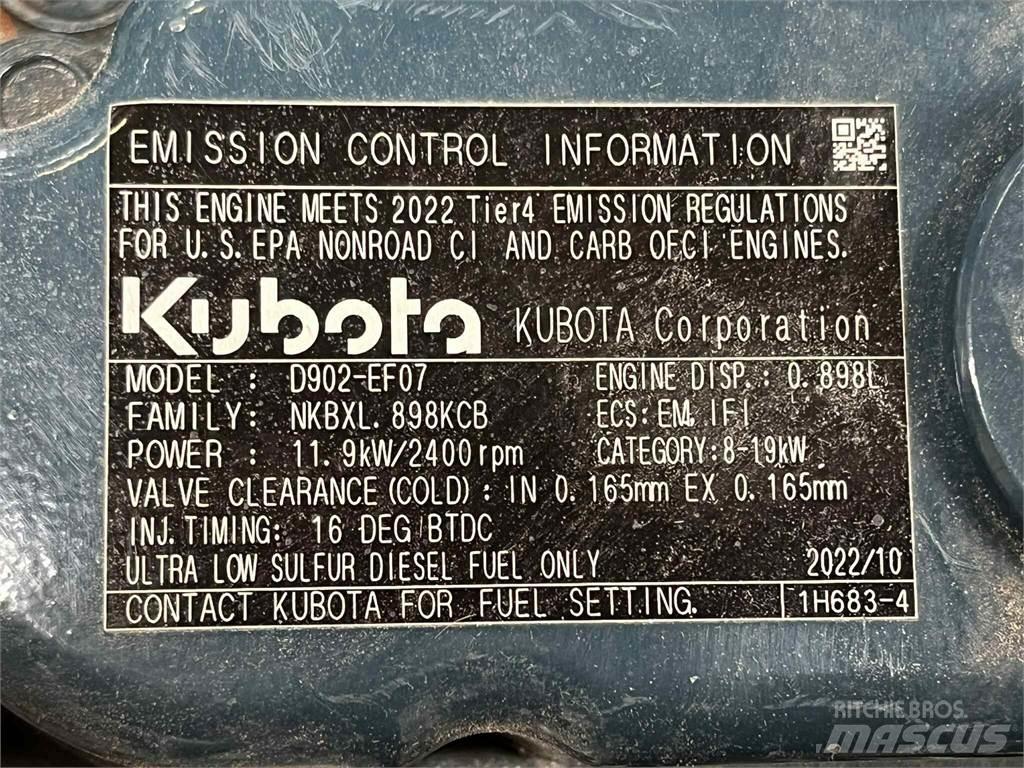 EMISSION CONTROL INFORMATION
THIS ENGINE MEETS 2022 Tier4 EMISSION REGULATIONS
FOR U.S. EPA NONROAD CI AND CARB OFCI ENGINES.
Kubota KUBOTA Corporation
MODEL : D902-EF07 ENGINE DISP.: 0.898L
FAMILY: NKBXL.898KCB ECS: EM, IFI
POWER : 11.9kW/2400rpm CATEGORY:8-19kW
VALVE CLEARANCE(COLD): IN 0.165mm EX 0.165mm
INJ.TIMING: 16 DEG BTDC
ULTRA LOW SULFUR DIESEL FUEL ONLY 2022/10
CONTACT KUBOTA FOR FUEL SETTING. 1H683-4
RITCHIE BROS.
MASCUS